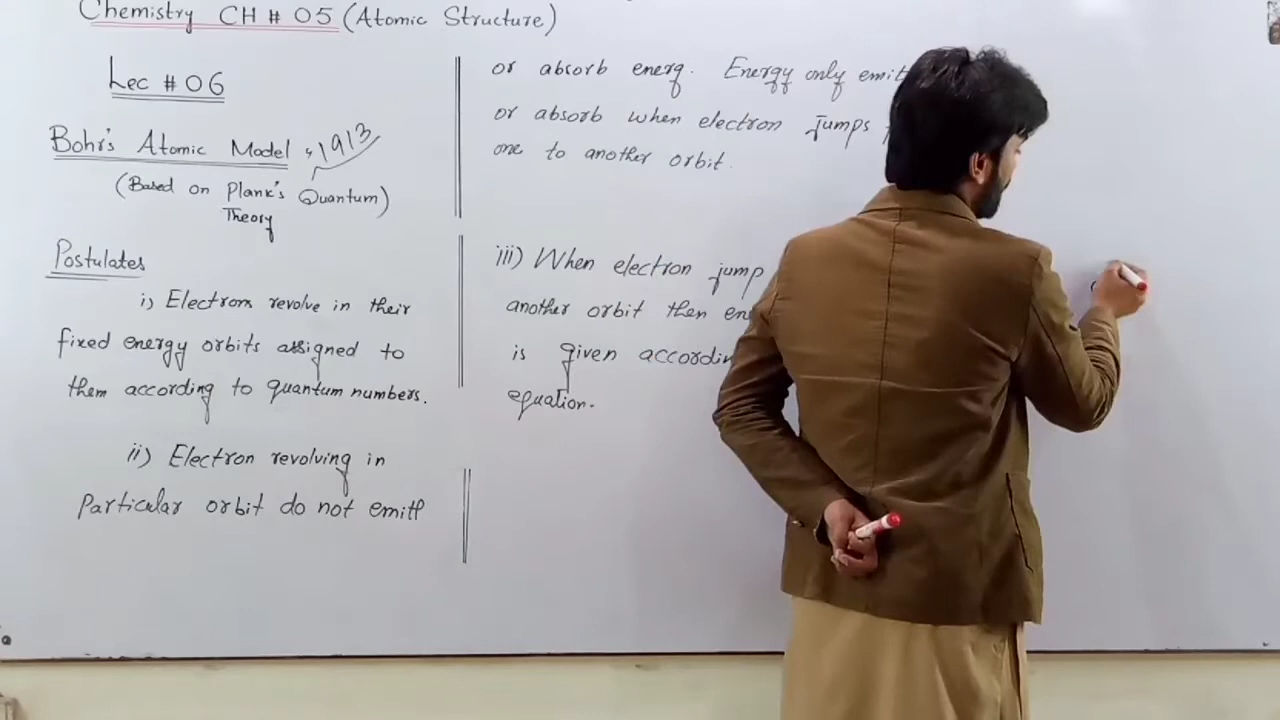 Chemistry CH # 05 (Atomic Structure)
Lec # 06
Bohr's Atomic Model, 1913
(Based on Plank's Quantum)
Theory
Postulates
i) Electrons revolve in their
fixed energy orbits assigned to
them according to quantum numbers.
ii) Electron revolving in
Particular orbit do not emitt
or absorb energ. Energy only emit
or absorb when electron jumps
one to another orbit.
iii) When electron jump
another orbit then
is given
equation.